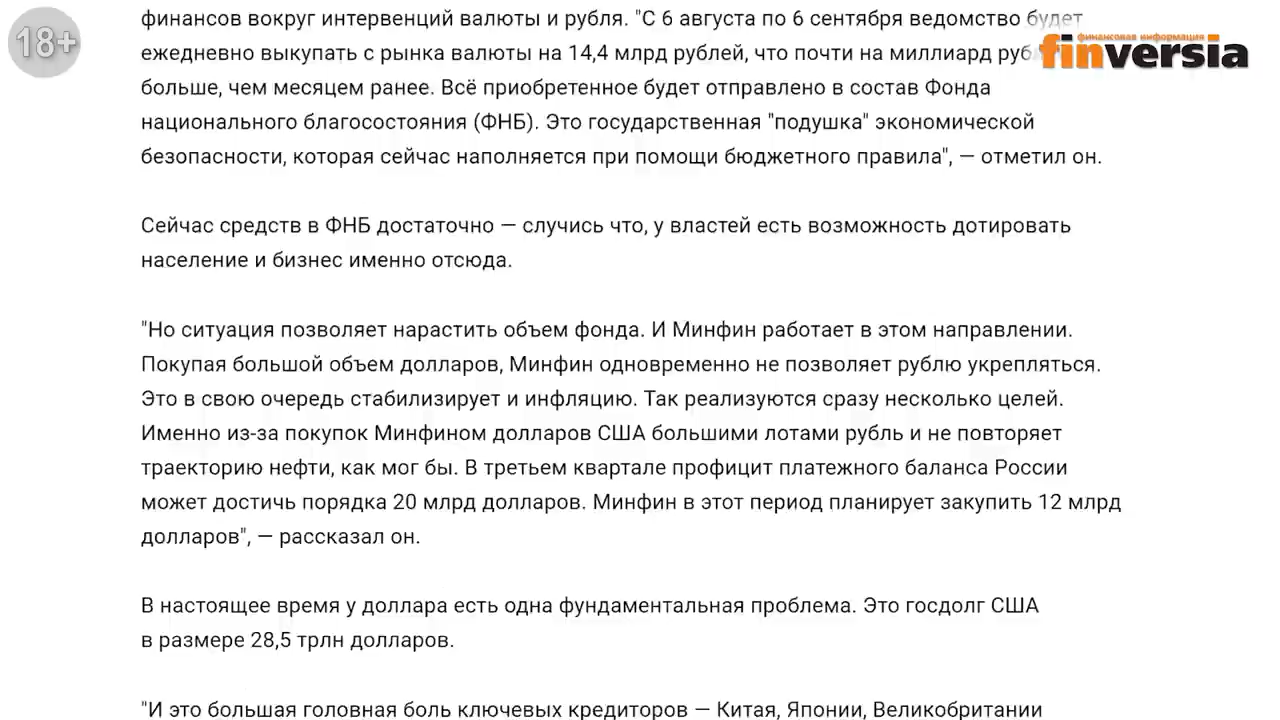 18+
финансовая информация
finversia
финансов вокруг интервенций валюты и рубля. "С 6 августа по 6 сентября ведомство будет
ежедневно выкупать с рынка валюты на 14,4 млрд рублей, что почти на миллиард руб
больше, чем месяцем ранее. Всё приобретенное будет отправлено в состав Фонда
национального благосостояния (ФНБ). Это государственная "подушка" экономической
безопасности, которая сейчас наполняется при помощи бюджетного правила", — отметил он.
Сейчас средств в ФНБ достаточно — случись что, у властей есть возможность дотировать
население и бизнес именно отсюда.
"Но ситуация позволяет нарастить объем фонда. И Минфин работает в этом направлении.
Покупая большой объем долларов, Минфин одновременно не позволяет рублю укрепляться.
Это в свою очередь стабилизирует и инфляцию. Так реализуются сразу несколько целей.
Именно из-за покупок Минфином долларов США большими лотами рубль и не повторяет
траекторию нефти, как мог бы. В третьем квартале профицит платежного баланса России
может достичь порядка 20 млрд долларов. Минфин в этот период планирует закупить 12 млрд
долларов", — рассказал он.
В настоящее время у доллара есть одна фундаментальная проблема. Это госдолг США
в размере 28,5 трлн долларов.
"И это большая головная боль ключевых кредиторов — Китая, Японии, Великобритании